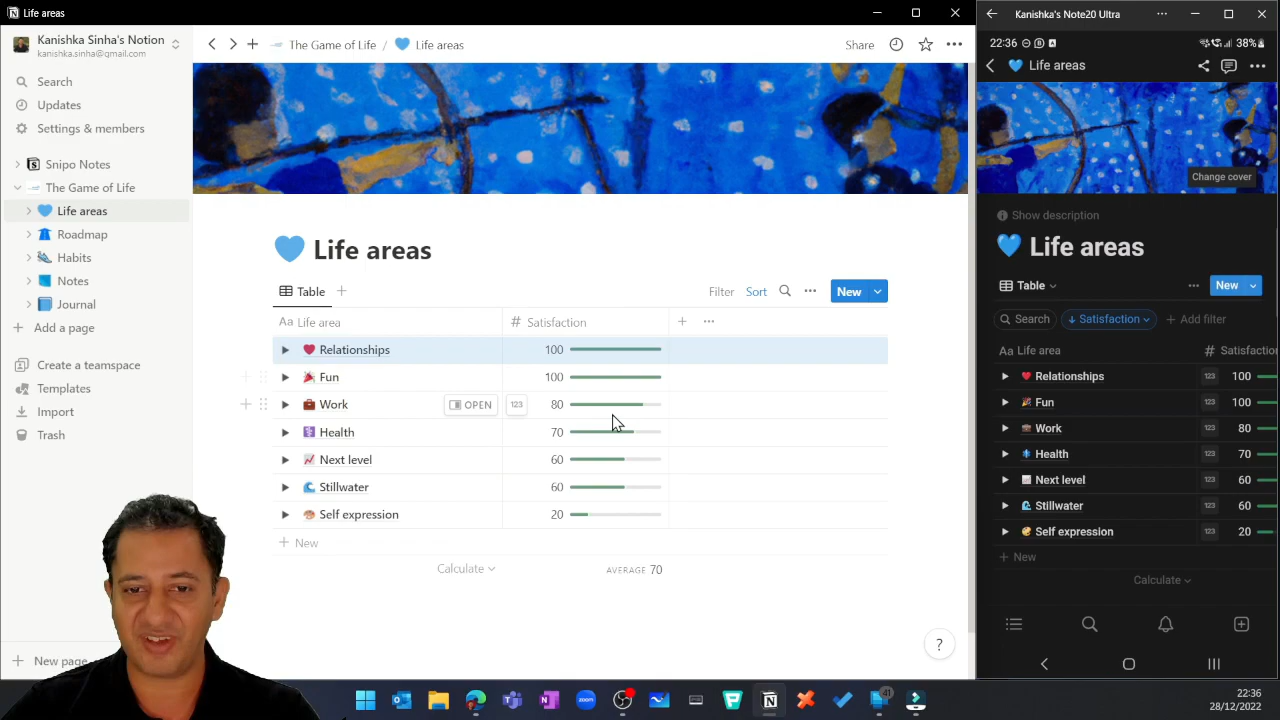 Life areas
Kanishka Sinha's Notion
kanisha.sinha@gmail.com
Search
Updates
Settings & members
Snipo Notes
The Game of Life
Life areas
Roadmap
Habits
Notes
Journal
Add a page
Create a teamspace
Templates
Import
Trash
New page
The Game of Life / Life areas
Share
Life areas
Table
Filter
Sort
New
Aa Life area
# Satisfaction
Relationships 100
Fun 100
Work OPEN 123 80
Health 70
Next level 60
Stillwater 60
Self expression 20
New
Calculate
AVERAGE 70
?
Kanishka's Note20 Ultra
22:36
38%
Life areas
Change cover
Show description
Life areas
Table
New
Search
Satisfaction
Add filter
Aa Life area
# Satisfactio
Relationships 123 100
Fun 123 100
Work 123 80
Health 123 70
Next level 123 60
Stillwater 123 60
Self expression 123 20
New
Calculate
zoom
41
22:36
28/12/2022